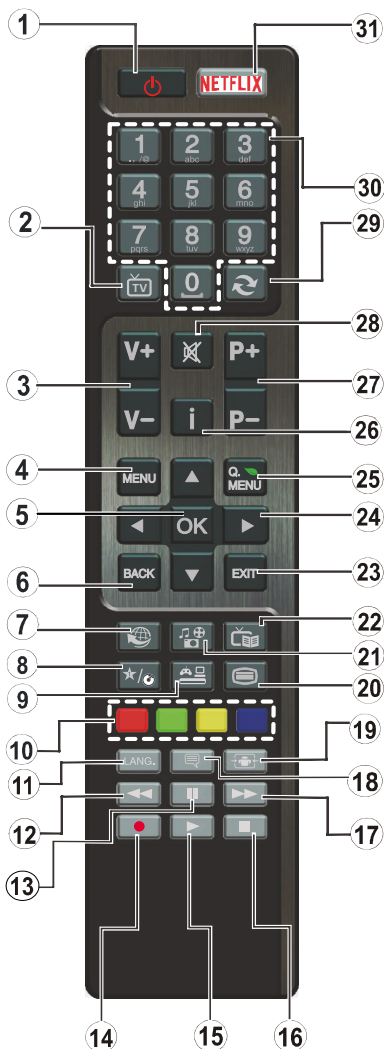 1
31
NETFLIX
1 2 3
../@ abc def
30
4 5 6
ghi jkl mno
7 8 9
pqrs tuv wxyz
2
29
TV
0
28
V+ P+
3
27
V- i P-
26
4
25
MENU
Q.
MENU
5
24
OK
6
23
BACK EXIT
7
22
21
8
/
9
20
10
19
11
LANG.
18
12
17
13
14
15
16